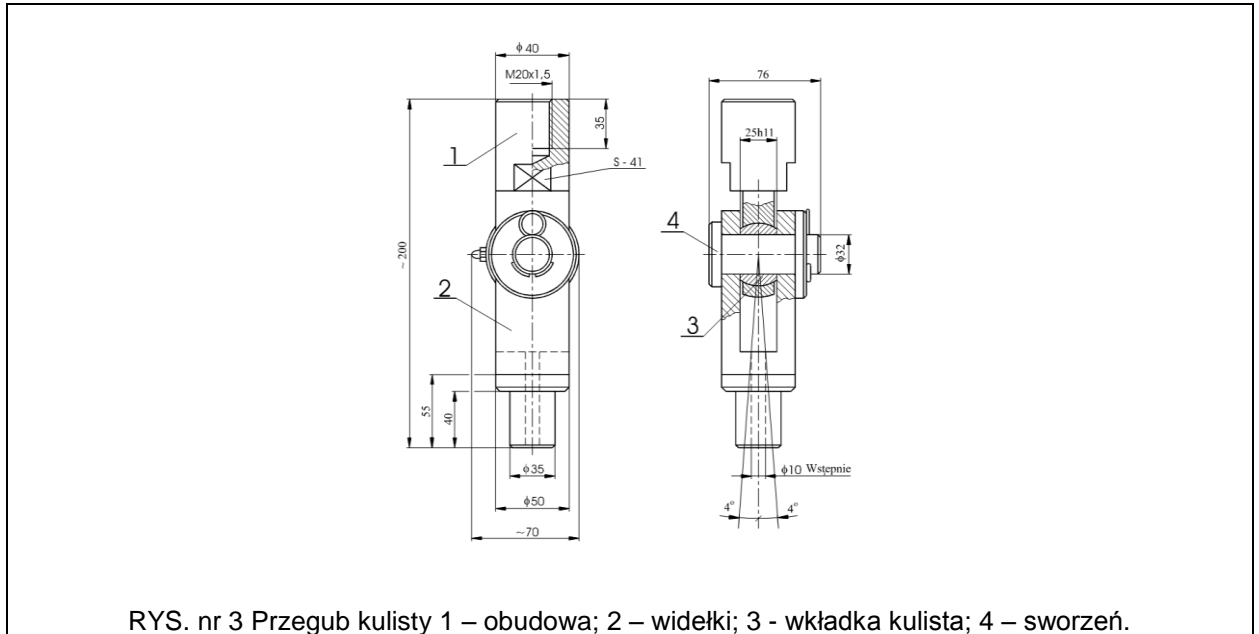 ϕ40
M20x1,5
35
1
S - 41
~ 200
2
55
40
ϕ35
ϕ50
~70
76
25h11
4
ϕ32
3
ϕ10 Wstępnie
4° 4°
RYS. nr 3 Przegub kulisty 1 – obudowa; 2 – widełki; 3 - wkładka kulista; 4 – sworzeń.